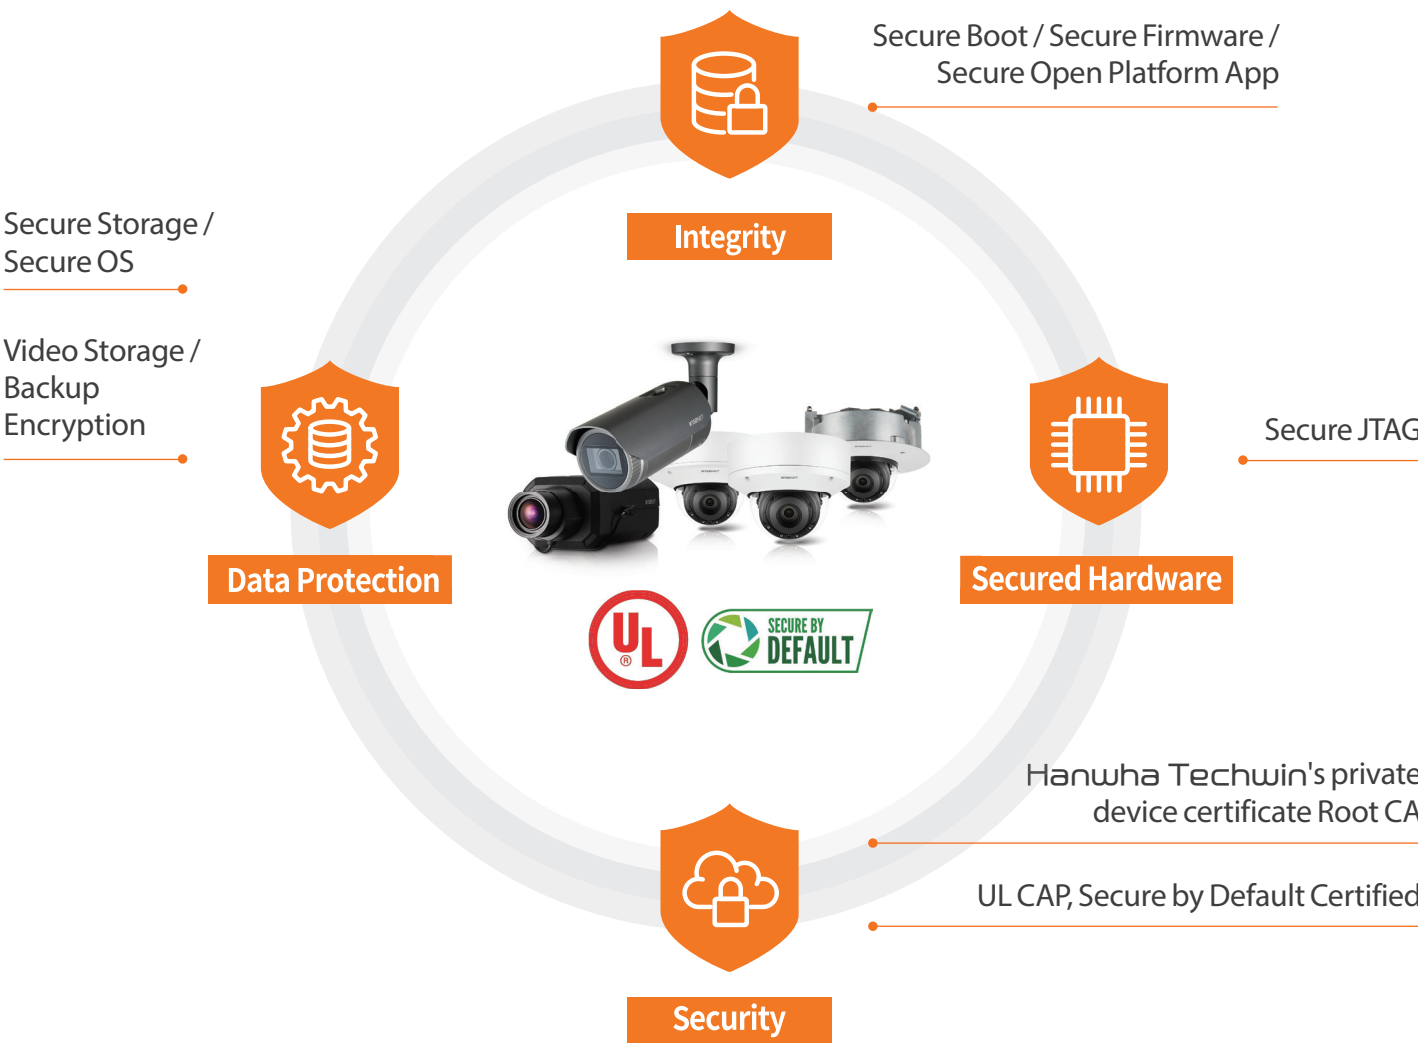 Secure Boot / Secure Firmware /
Secure Open Platform App
Integrity
Secure Storage /
Secure OS
Video Storage /
Backup
Encryption
Data Protection
Secure JTAG
Secured Hardware
WISENET
WISENET
UL
®
SECURE BY
DEFAULT
Hanwha Techwin's private
device certificate Root CA
UL CAP, Secure by Default Certified
Security